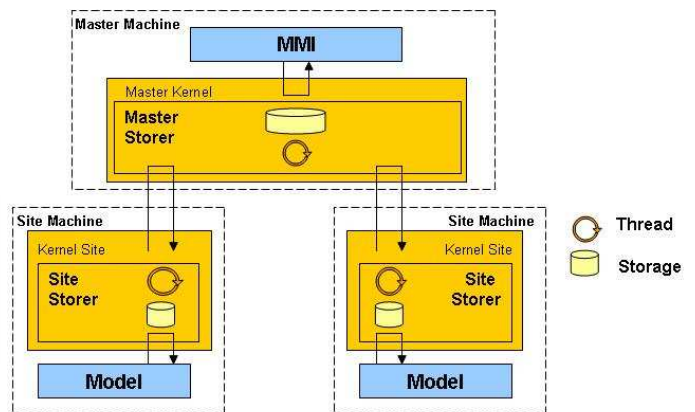 Master Machine
MMI
Master Kernel
Master
Storer
Site Machine
Kernel Site
Site
Storer
Model
Site Machine
Kernel Site
Site
Storer
Model
Thread
Storage